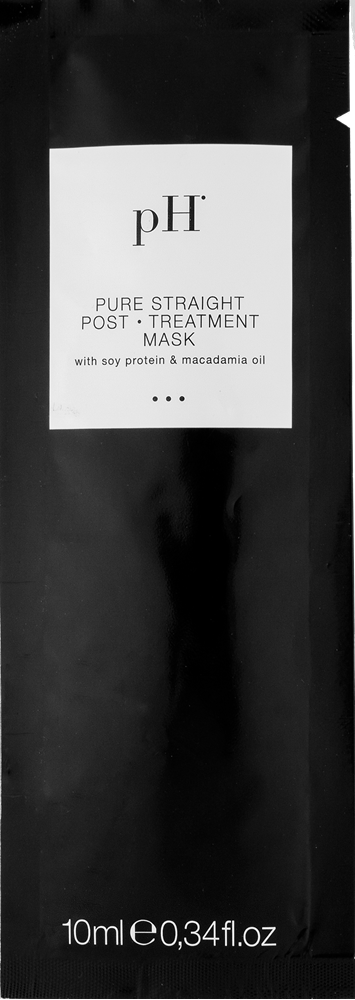 pH
PURE STRAIGHT
POST • TREATMENT
MASK
with soy protein & macadamia oil
•••
10ml ℮ 0,34fl.oz